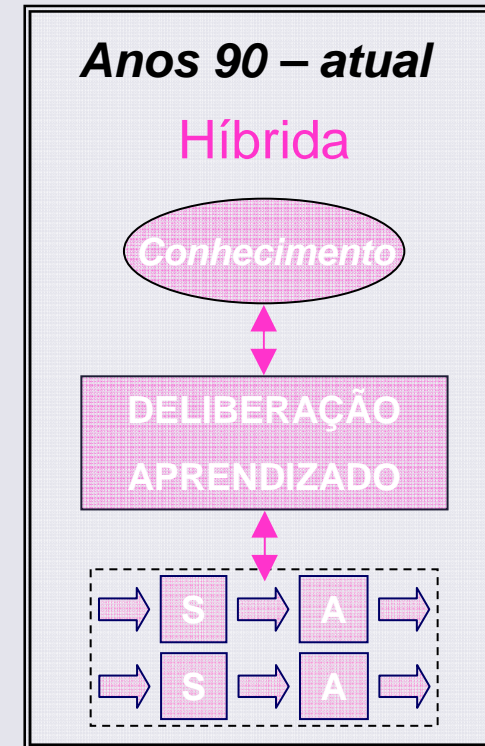 Anos 90 – atual
Híbrida
Conhecimento
DELIBERAÇÃO
APRENDIZADO
S A
S A